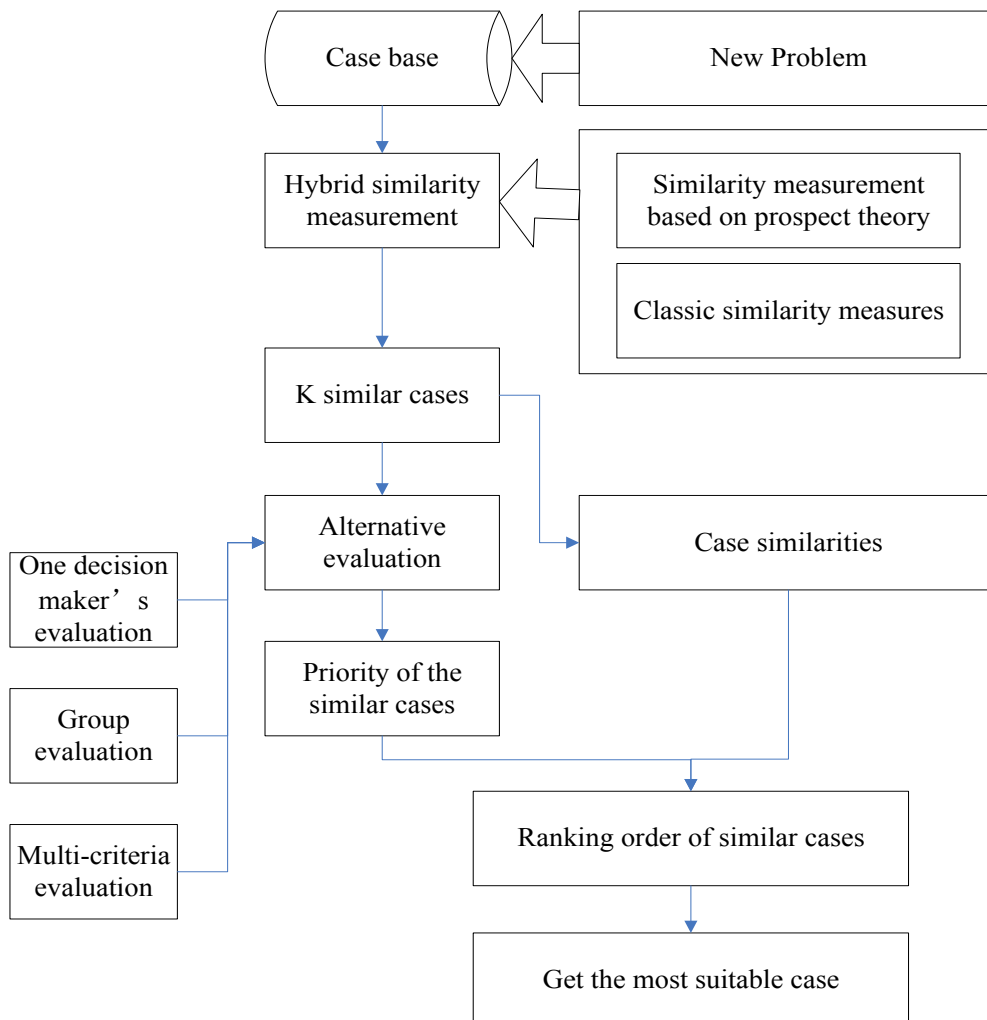 Case base
New Problem
Hybrid similarity
measurement
Similarity measurement
based on prospect theory
Classic similarity measures
K similar cases
Alternative
evaluation
Case similarities
One decision
maker’s
evaluation
Priority of the
similar cases
Group
evaluation
Ranking order of similar cases
Multi-criteria
evaluation
Get the most suitable case